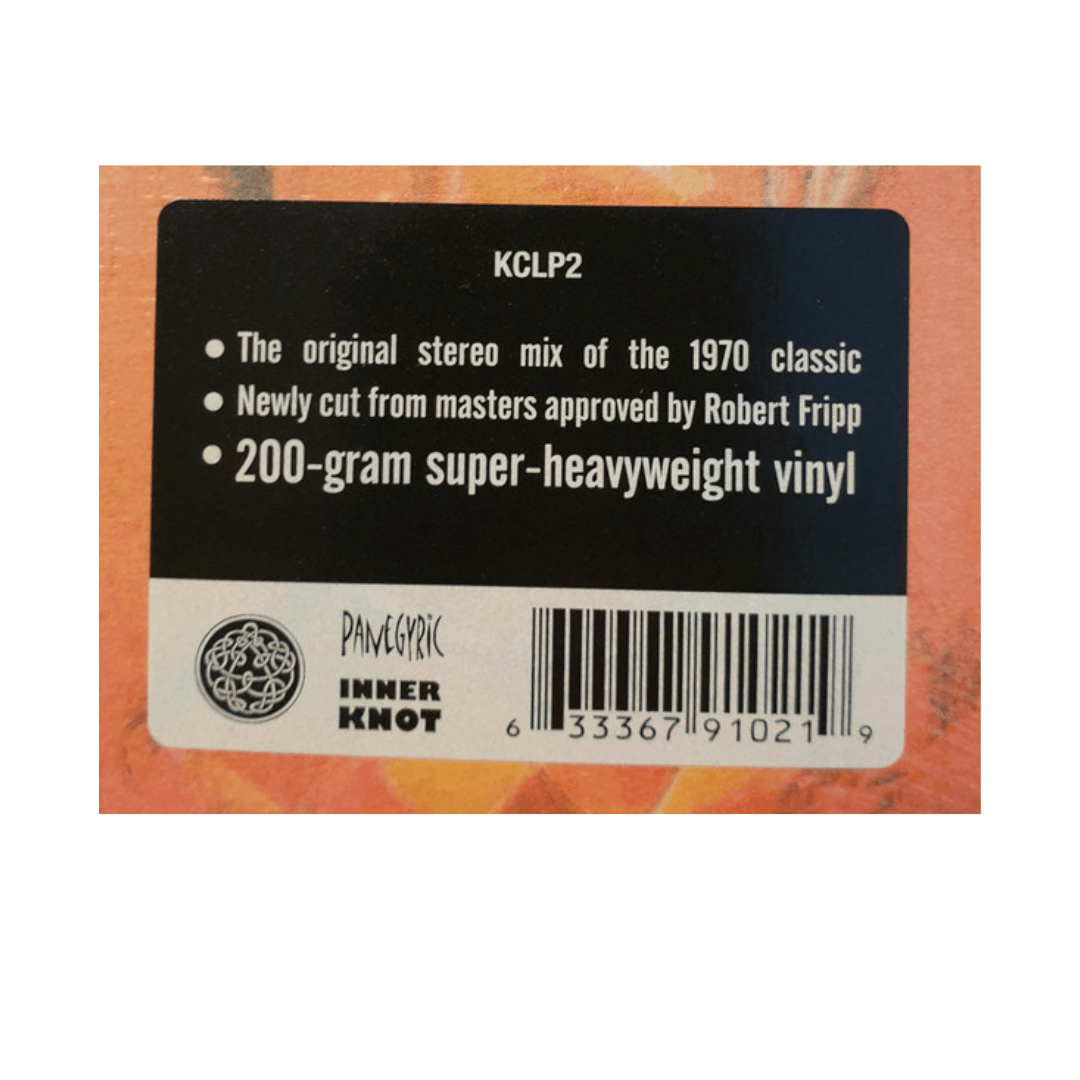 KCLP2
● The original stereo mix of the 1970 classic
● Newly cut from masters approved by Robert Fripp
● 200-gram super-heavyweight vinyl
PANEGYRIC
INNER
KNOT
6 33367 91021 9